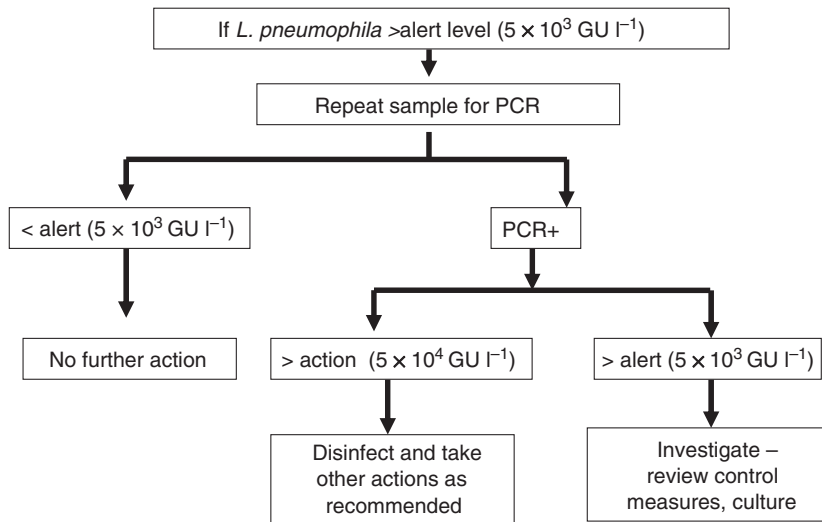 If L. pneumophila >alert level (5 × 10³ GU l⁻¹)
Repeat sample for PCR
< alert (5 × 10³ GU l⁻¹)
PCR+
No further action
> action (5 × 10⁴ GU l⁻¹)
> alert (5 × 10³ GU l⁻¹)
Disinfect and take
other actions as
recommended
Investigate –
review control
measures, culture